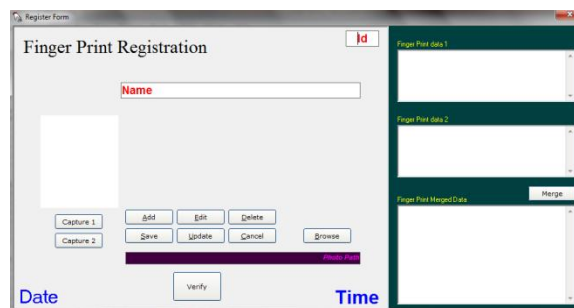 Register Form
Finger Print Registration
Id
Name
Capture 1
Capture 2
Add Edit Delete
Save Update Cancel Browse
Photo Path
Verify
Date
Time
Finger Print data 1
Finger Print data 2
Finger Print Merged Data
Merge